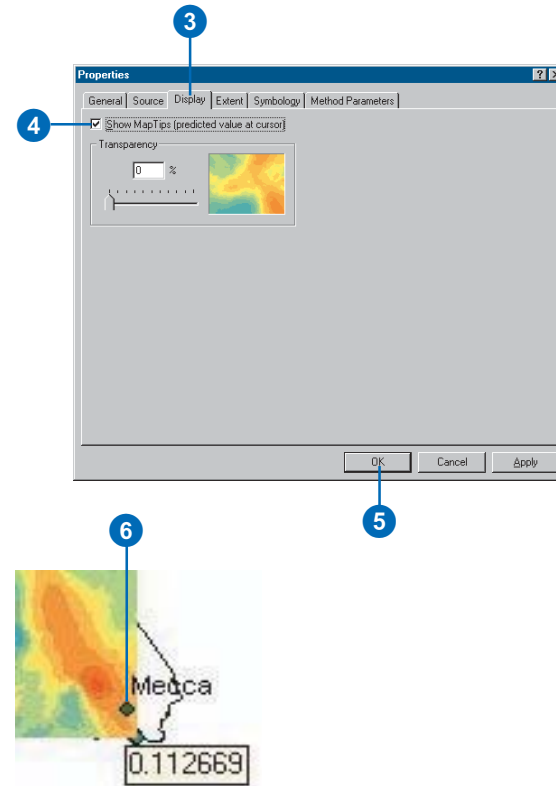 3
Properties
General Source Display Extent Symbology Method Parameters
4
Show MapTips (predicted value at cursor)
Transparency
0 %
OK Cancel Apply
5
6
Mecca
0.112669